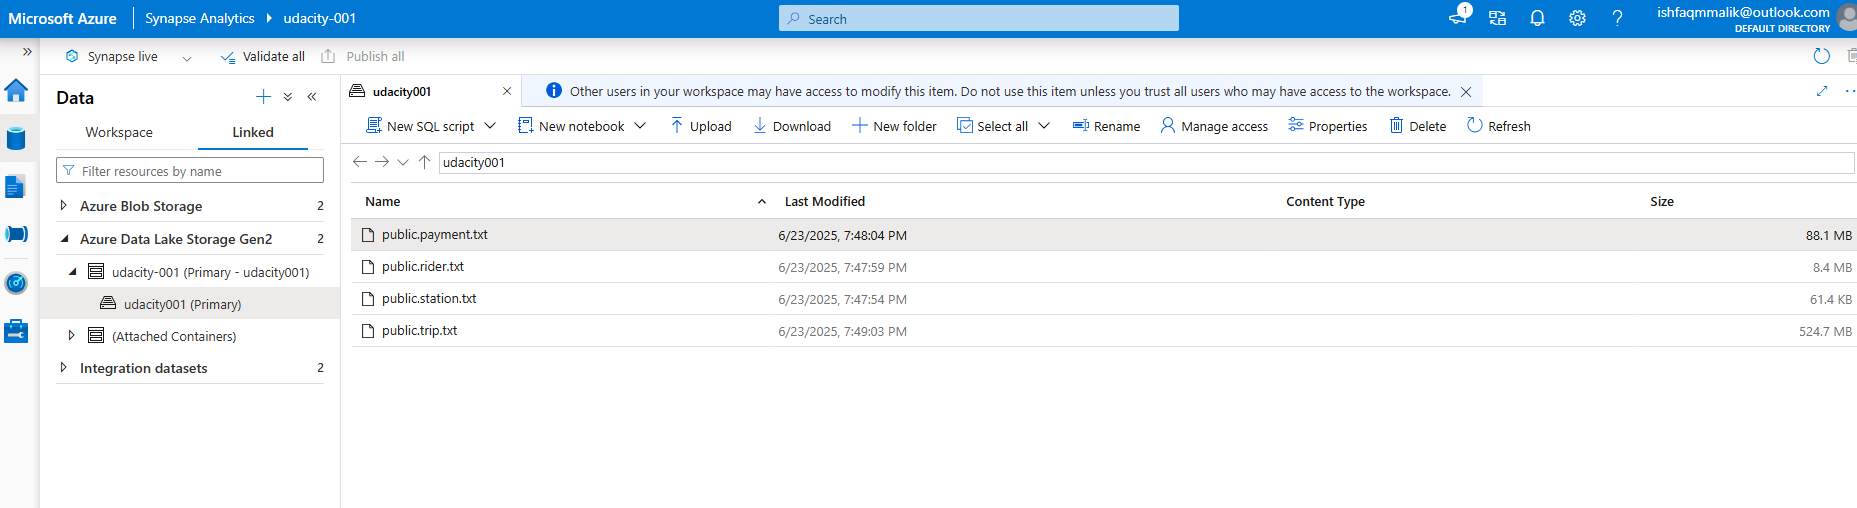 Microsoft Azure Synapse Analytics udacity-001 Search 1 ishfaqmmalik@outlook.com
DEFAULT DIRECTORY
Synapse live Validate all Publish all
Data
Workspace Linked
Filter resources by name
Azure Blob Storage 2
Azure Data Lake Storage Gen2 2
udacity-001 (Primary - udacity001)
udacity001 (Primary)
(Attached Containers)
Integration datasets 2
udacity001 Other users in your workspace may have access to modify this item. Do not use this item unless you trust all users who may have access to the workspace.
New SQL script New notebook Upload Download New folder Select all Rename Manage access Properties Delete Refresh
udacity001
Name Last Modified Content Type Size
public.payment.txt 6/23/2025, 7:48:04 PM 88.1 MB
public.rider.txt 6/23/2025, 7:47:59 PM 8.4 MB
public.station.txt 6/23/2025, 7:47:54 PM 61.4 KB
public.trip.txt 6/23/2025, 7:49:03 PM 524.7 MB